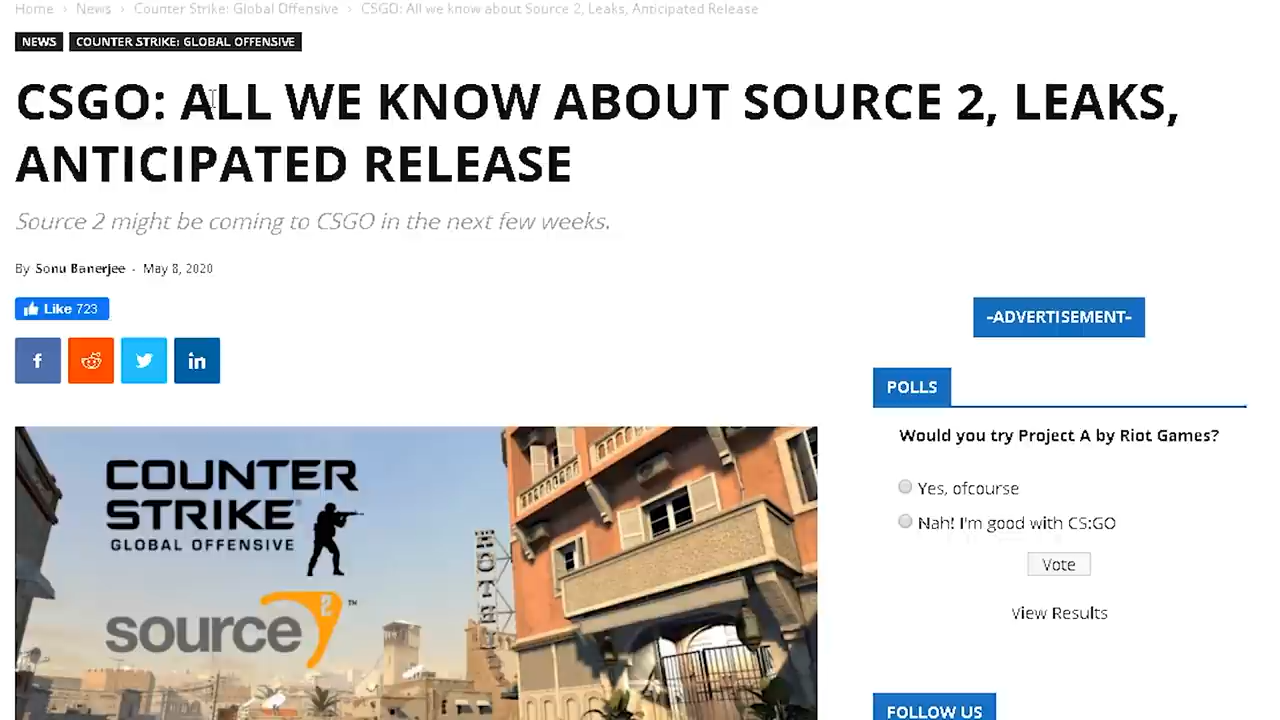 Home › News › Counter Strike: Global Offensive › CSGO: All we know about Source 2, Leaks, Anticipated Release
NEWS COUNTER STRIKE: GLOBAL OFFENSIVE
CSGO: ALL WE KNOW ABOUT SOURCE 2, LEAKS,
ANTICIPATED RELEASE
Source 2 might be coming to CSGO in the next few weeks.
By Sonu Banerjee - May 8, 2020
Like 723
f in
-ADVERTISEMENT-
POLLS
Would you try Project A by Riot Games?
Yes, ofcourse
Nah! I'm good with CS:GO
Vote
View Results
FOLLOW US
COUNTER
STRIKE®
GLOBAL OFFENSIVE
source 2™
HOTEL